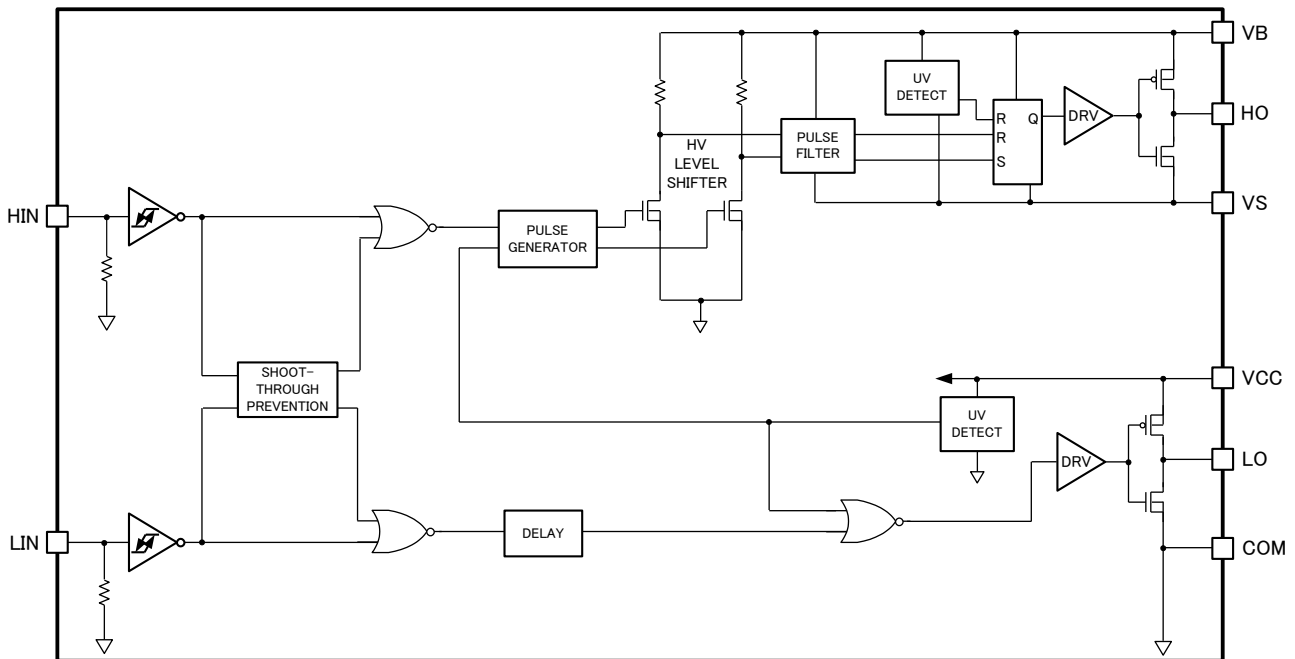 VB
UV
DETECT
R
Q
DRV
HO
R
PULSE
FILTER
HV
LEVEL
SHIFTER
S
VS
HIN
PULSE
GENERATOR
SHOOT-
THROUGH
PREVENTION
VCC
UV
DETECT
DRV
LO
LIN
DELAY
COM